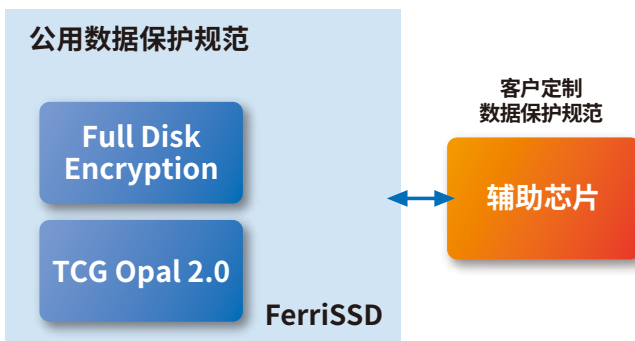 公用数据保护规范
Full Disk
Encryption
TCG Opal 2.0
FerriSSD
客户定制
数据保护规范
辅助芯片